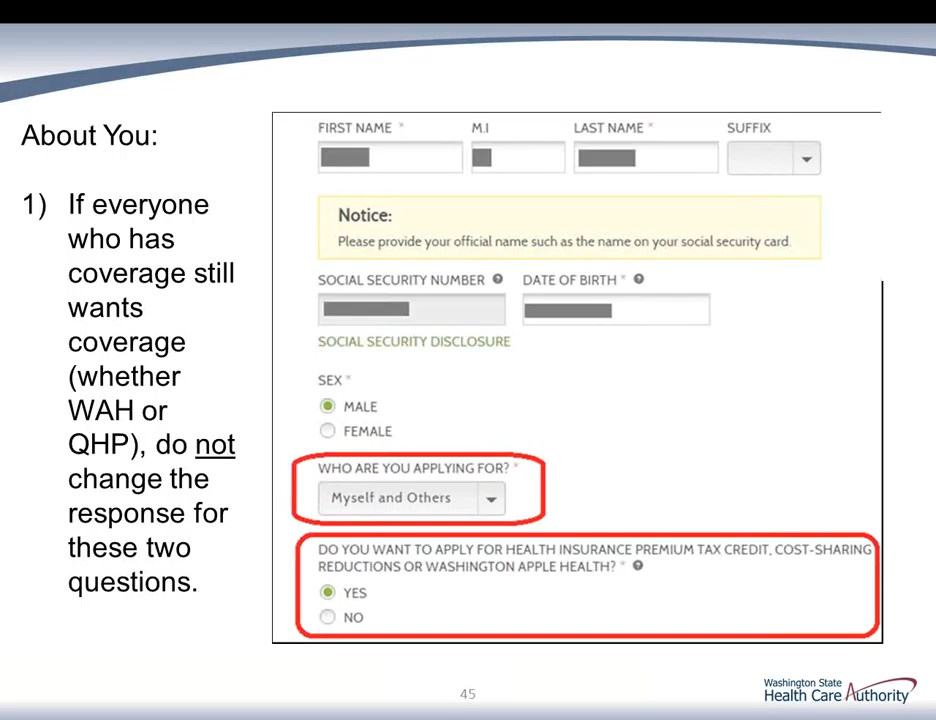 About You:
1) If everyone
who has
coverage still
wants
coverage
(whether
WAH or
QHP), do not
change the
response for
these two
questions.
FIRST NAME * M.I LAST NAME * SUFFIX
Notice:
Please provide your official name such as the name on your social security card.
SOCIAL SECURITY NUMBER ? DATE OF BIRTH * ?
SOCIAL SECURITY DISCLOSURE
SEX *
MALE
FEMALE
WHO ARE YOU APPLYING FOR? *
Myself and Others
DO YOU WANT TO APPLY FOR HEALTH INSURANCE PREMIUM TAX CREDIT, COST-SHARING
REDUCTIONS OR WASHINGTON APPLE HEALTH? * ?
YES
NO
45
Washington State
Health Care Authority